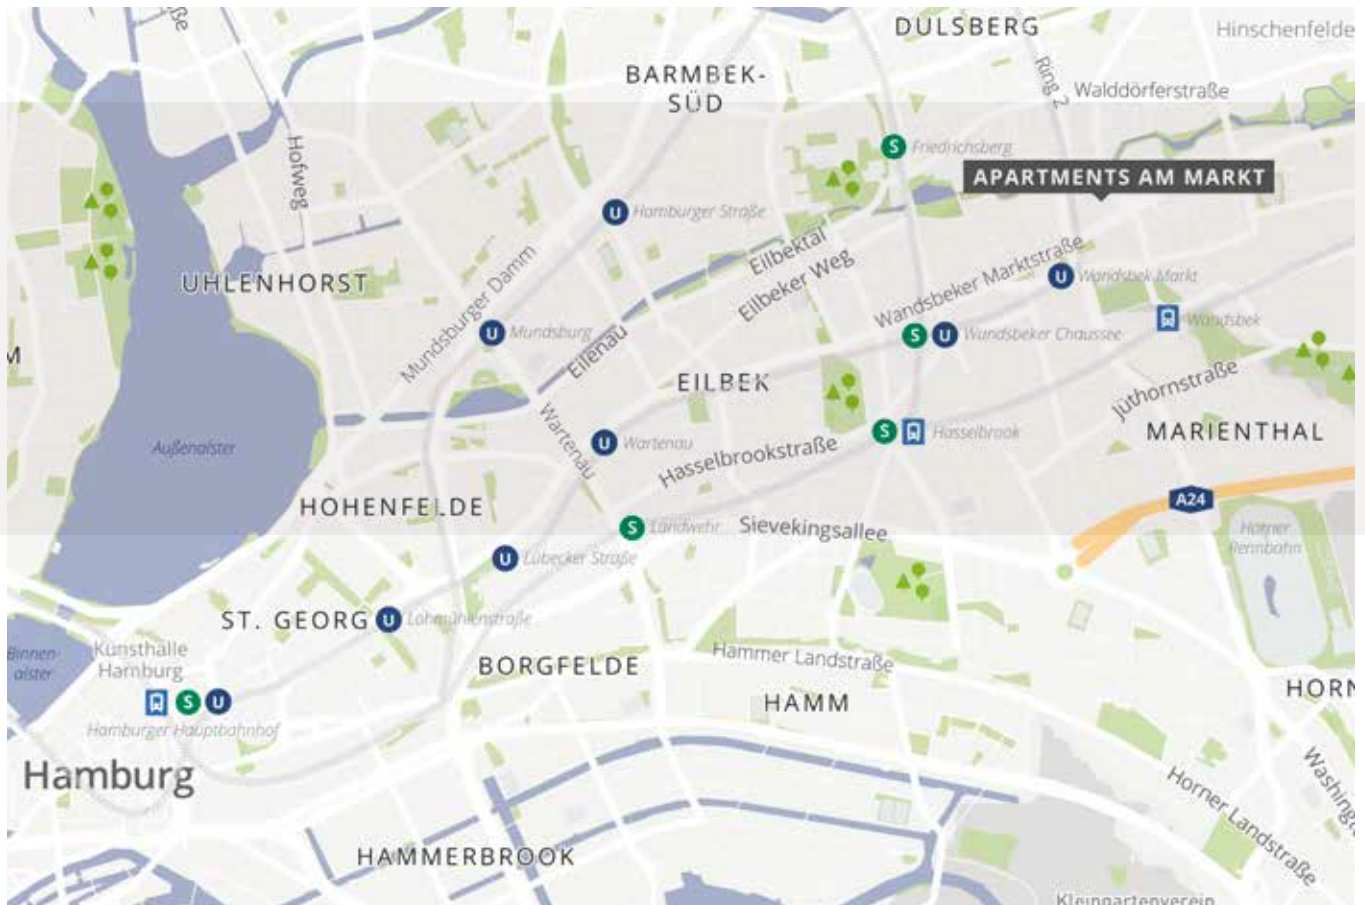 DULSBERG
Hinschenfelde
BARMBEK-
SÜD
Ring 2
Walddörferstraße
Hofweg
S Friedrichsberg
APARTMENTS AM MARKT
U Hamburger Straße
Eilbektal
Eilbeker Weg
UHLENHORST
Mundsburger Damm
Wandsbeker Marktstraße
U Wandsbek Markt
U Mundsburg
Eilenau
S U Wandsbeker Chaussee
Wandsbek
EILBEK
Jüthornstraße
Wartenau
U Wartenau
Hasselbrookstraße
S Hasselbrook
MARIENTHAL
Außenalster
HOHENFELDE
A24
S Landwehr
Sievekingsallee
Horner
Rennbahn
U Lübecker Straße
ST. GEORG
U Lohmühlenstraße
Binnen-
alster
Kunsthalle
Hamburg
BORGFELDE
Hammer Landstraße
HAMM
HORN
S U
Hamburger Hauptbahnhof
Hamburg
Horner Landstraße
HAMMERBROOK
Kleingartenverein